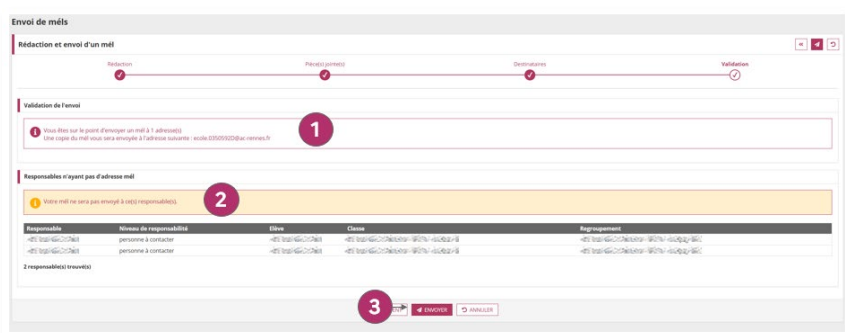 Envoi de méls
Rédaction et envoi d'un mél
Rédaction
Pièce(s) jointe(s)
Destinataires
Validation
Validation de l'envoi
Vous êtes sur le point d'envoyer un mél à 1 adresse(s)
Une copie du mél vous sera envoyée à l'adresse suivante : ecole.0350592D@ac-rennes.fr
1
Responsables n'ayant pas d'adresse mél
Votre mél ne sera pas envoyé à ce(s) responsable(s).
2
Responsable Niveau de responsabilité Elève Classe Regroupement
personne à contacter
personne à contacter
2 responsable(s) trouvé(s)
3 ENVOYER ANNULER